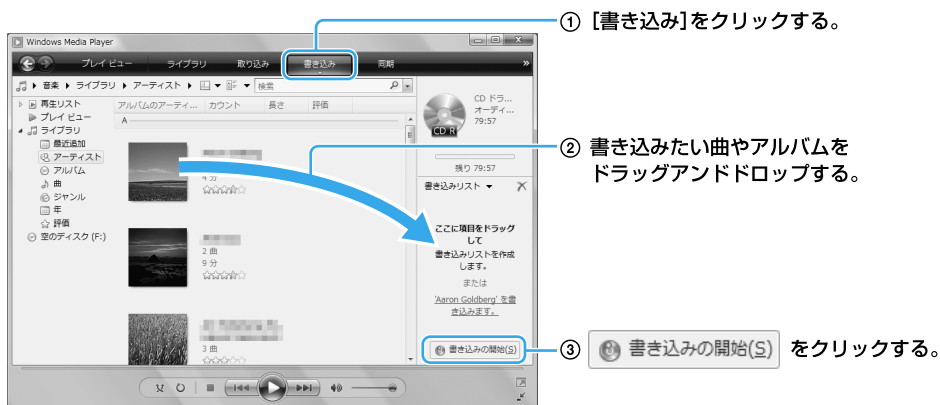 ① [書き込み]をクリックする。
Windows Media Player
プレイ ビュー ライブラリ 取り込み 書き込み 同期 »
音楽 ライブラリ アーティスト 検索
再生リスト
プレイ ビュー
ライブラリ
最近追加
アーティスト
アルバム
曲
ジャンル
年
評価
空のディスク (F:)
アルバムのアーティ... カウント 長さ 評価
A
4 分
2 曲
9 分
3 曲
CD ドラ...
オーディ...
79:57
CD R
残り 79:57
書き込みリスト
ここに項目をドラッグ
して
書き込みリストを作成
します。
または
'Aaron Goldberg' を書
き込みます。
書き込みの開始(S)
② 書き込みたい曲やアルバムを
ドラッグアンドドロップする。
③ 書き込みの開始(S) をクリックする。